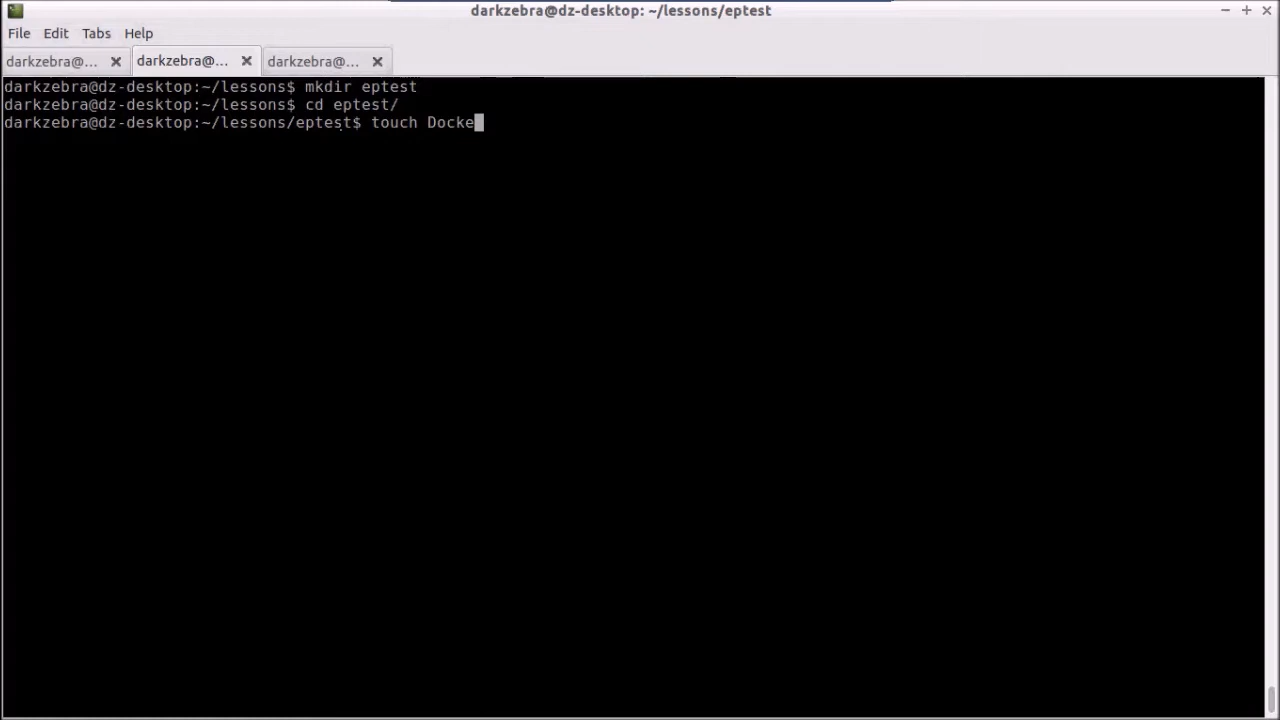 darkzebra@dz-desktop: ~/lessons/eptest
File Edit Tabs Help
darkzebra@... darkzebra@... darkzebra@...
darkzebra@dz-desktop:~/lessons$ mkdir eptest
darkzebra@dz-desktop:~/lessons$ cd eptest/
darkzebra@dz-desktop:~/lessons/eptest$ touch Docke